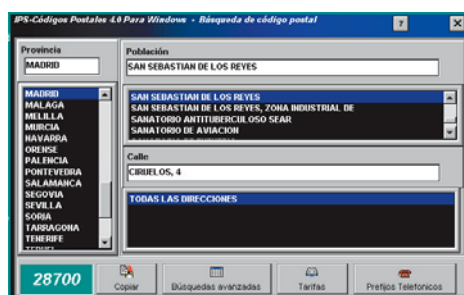 IPS-Códigos Postales 4.0 Para Windows - Búsqueda de código postal
?
X
Provincia
MADRID
MADRID
MALAGA
MELILLA
MURCIA
NAVARRA
ORENSE
PALENCIA
PONTEVEDRA
SALAMANCA
SEGOVIA
SEVILLA
SORIA
TARRAGONA
TENERIFE
TERUEL
Población
SAN SEBASTIAN DE LOS REYES
SAN SEBASTIAN DE LOS REYES
SAN SEBASTIAN DE LOS REYES, ZONA INDUSTRIAL DE
SANATORIO ANTITUBERCULOSO SEAR
SANATORIO DE AVIACION
Calle
CIRUELOS, 4
TODAS LAS DIRECCIONES
28700
Copiar
Búsquedas avanzadas
Tarifas
Prefijos Telefonicos